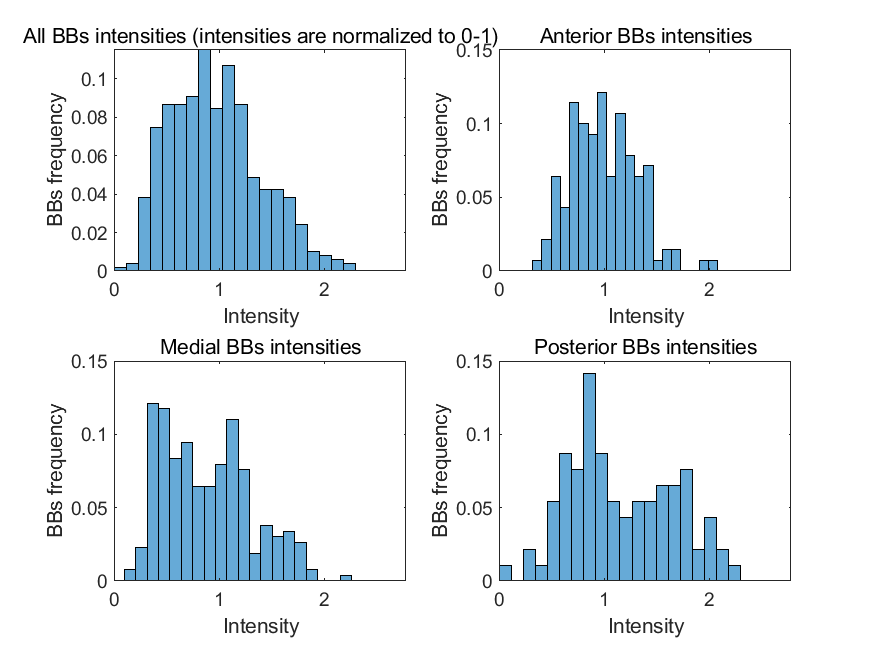 All BBs intensities (intensities are normalized to 0-1)
0.1
0.08
0.06
0.04
0.02
0
BBs frequency
0 1 2
Intensity
Anterior BBs intensities
0.15
0.1
0.05
0
BBs frequency
0 1 2
Intensity
Medial BBs intensities
0.15
0.1
0.05
0
BBs frequency
0 1 2
Intensity
Posterior BBs intensities
0.15
0.1
0.05
0
BBs frequency
0 1 2
Intensity